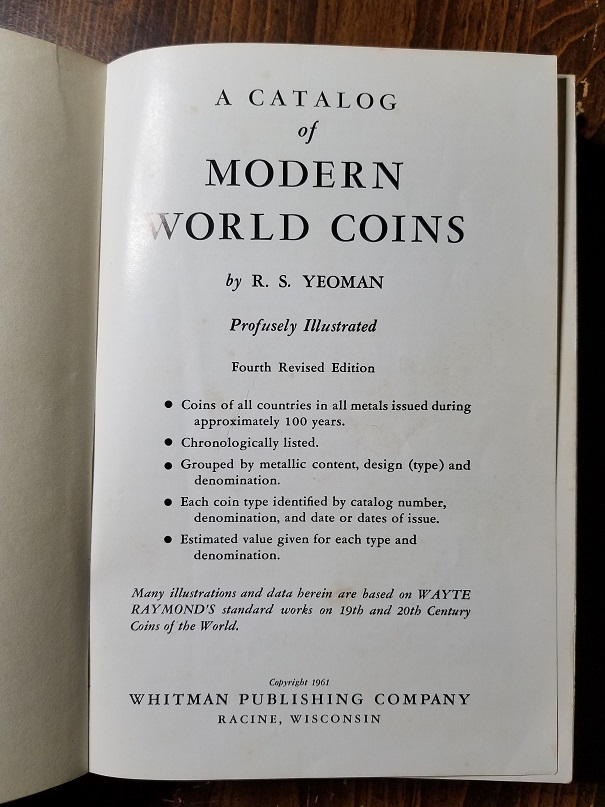 A CATALOG
of
MODERN
WORLD COINS
by R. S. YEOMAN
Profusely Illustrated
Fourth Revised Edition
● Coins of all countries in all metals issued during
approximately 100 years.
● Chronologically listed.
● Grouped by metallic content, design (type) and
denomination.
● Each coin type identified by catalog number,
denomination, and date or dates of issue.
● Estimated value given for each type and
denomination.
Many illustrations and data herein are based on WAYTE
RAYMOND'S standard works on 19th and 20th Century
Coins of the World.
Copyright 1961
WHITMAN PUBLISHING COMPANY
RACINE, WISCONSIN